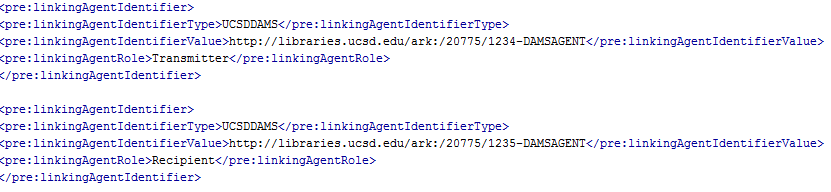 <pre:linkingAgentIdentifier>
<pre:linkingAgentIdentifierType>UCSDDAMS</pre:linkingAgentIdentifierType>
<pre:linkingAgentIdentifierValue>http://libraries.ucsd.edu/ark:/20775/1234-DAMSAGENT</pre:linkingAgentIdentifierValue>
<pre:linkingAgentRole>Transmitter</pre:linkingAgentRole>
</pre:linkingAgentIdentifier>
<pre:linkingAgentIdentifier>
<pre:linkingAgentIdentifierType>UCSDDAMS</pre:linkingAgentIdentifierType>
<pre:linkingAgentIdentifierValue>http://libraries.ucsd.edu/ark:/20775/1235-DAMSAGENT</pre:linkingAgentIdentifierValue>
<pre:linkingAgentRole>Recipient</pre:linkingAgentRole>
</pre:linkingAgentIdentifier>